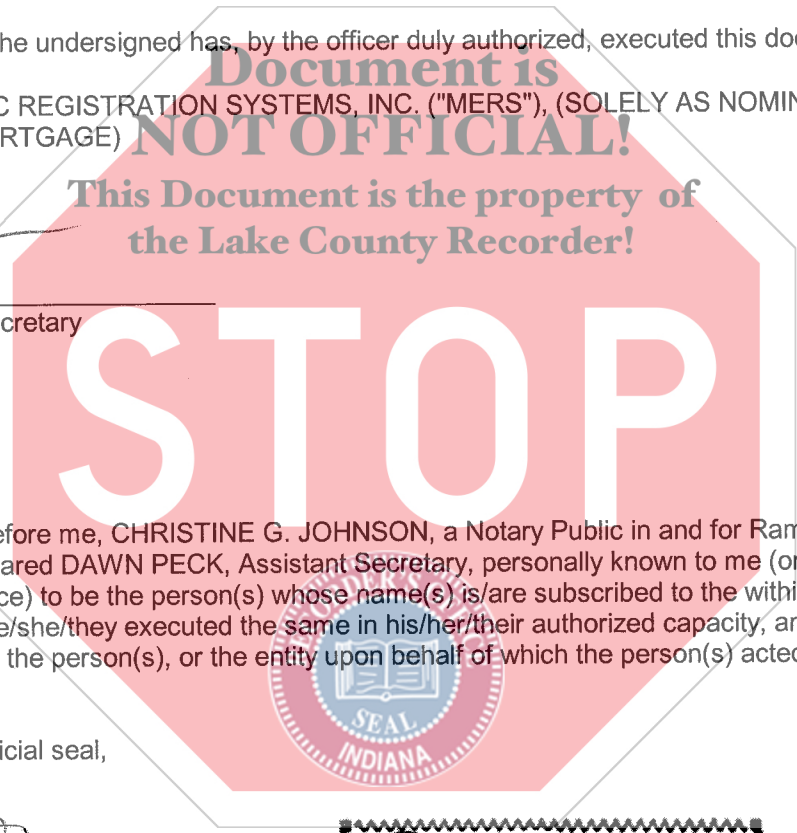 he undersigned has, by the officer duly authorized, executed this doc
Document is
C REGISTRATION SYSTEMS, INC. ("MERS"), (SOLELY AS NOMIN
RTGAGE)
NOT OFFICIAL!
This Document is the property of
the Lake County Recorder!
cretary
STOP
efore me, CHRISTINE G. JOHNSON, a Notary Public in and for Ram
ared DAWN PECK, Assistant Secretary, personally known to me (or
ce) to be the person(s) whose name(s) is/are subscribed to the withi
e/she/they executed the same in his/her/their authorized capacity, an
the person(s), or the entity upon behalf of which the person(s) acted
SEAL
INDIANA
icial seal,